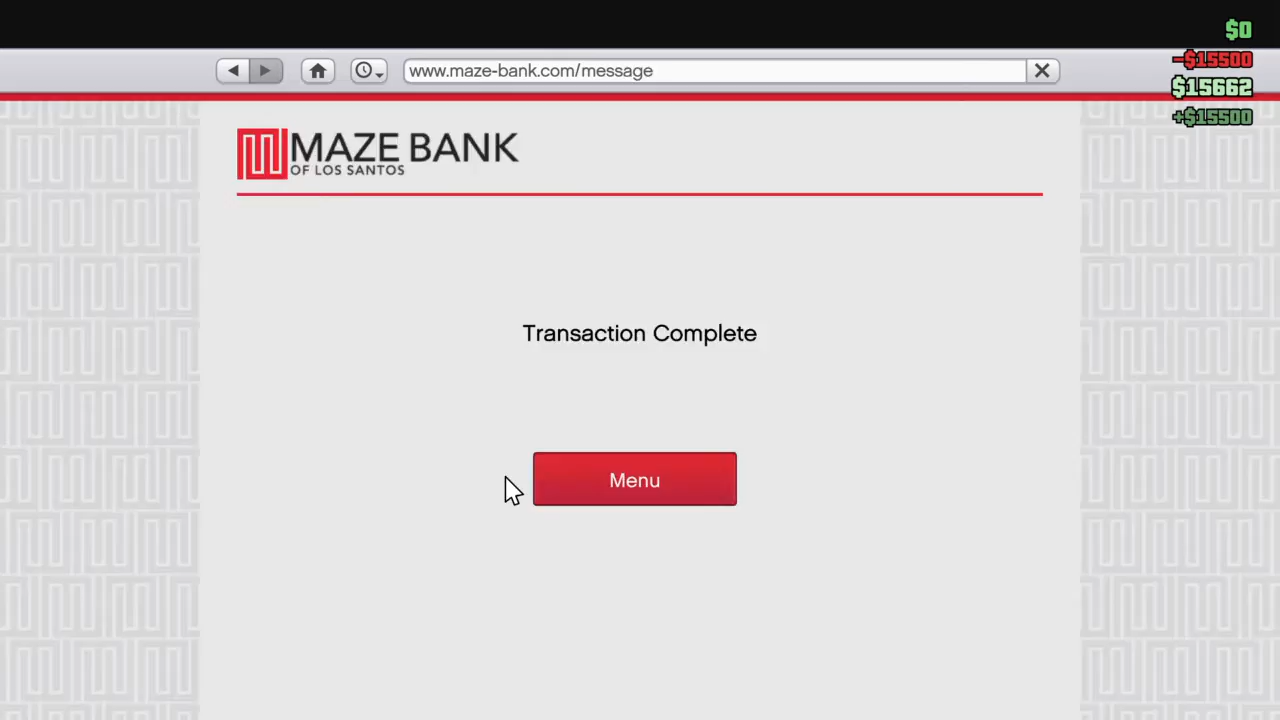 $0
www.maze-bank.com/message
-$15500
$15662
+$15500
MAZE BANK
OF LOS SANTOS
Transaction Complete
Menu